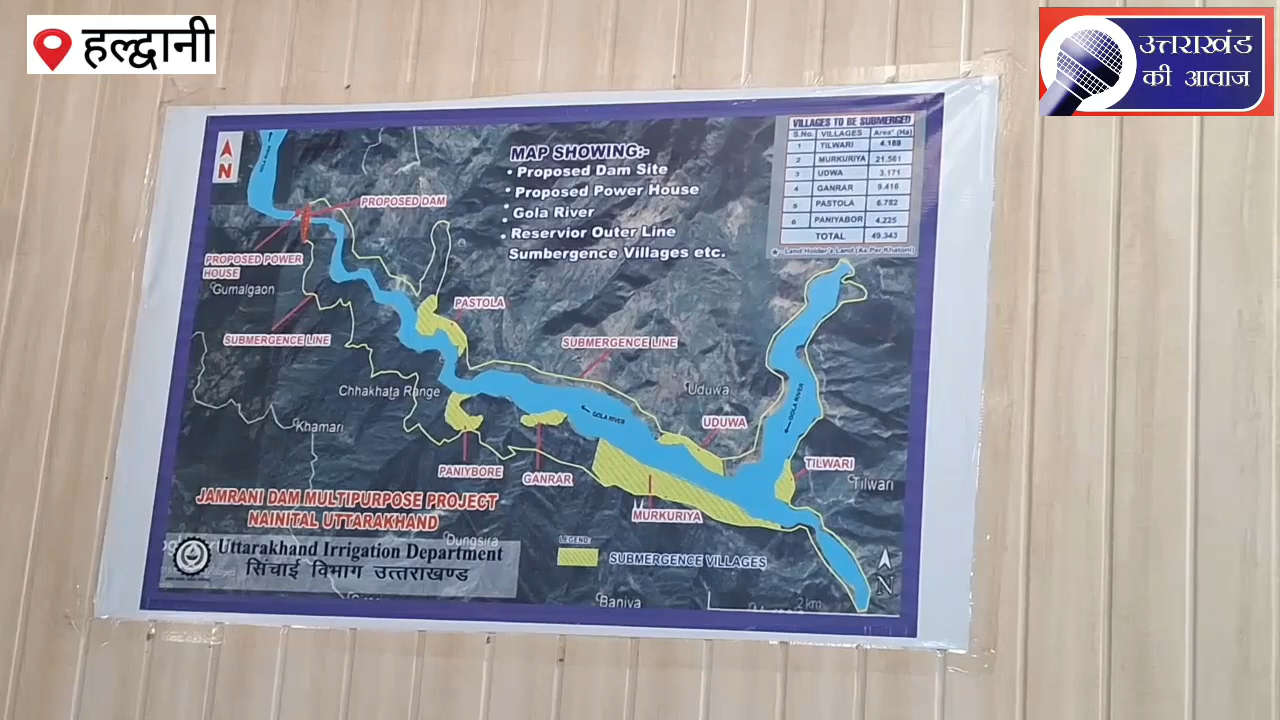 हल्द्वानी
उत्तराखंड
की आवाज
N
GOLA RIVER
MAP SHOWING:-
• Proposed Dam Site
• Proposed Power House
• Gola River
• Reservior Outer Line
Sumbergence Villages etc.
VILLAGES TO BE SUBMERGED
S.No. VILLAGES Area* (Ha)
1 TILWARI 4.188
2 MURKURIYA 21.561
3 UDWA 3.171
4 GANRAR 9.416
5 PASTOLA 6.782
6 PANIYABOR 4.225
TOTAL 49.343
* Land Holder's Land (As Per Khatoni)
PROPOSED DAM
PROPOSED POWER
HOUSE
Gumalgaon
PASTOLA
SUBMERGENCE LINE
SUBMERGENCE LINE
Chhakhata Range
Uduwa
GOLA RIVER
GOLA RIVER
Khamari
UDUWA
PANIYBORE
GANRAR
TILWARI
Tilwari
MURKURIYA
JAMRANI DAM MULTIPURPOSE PROJECT
NAINITAL UTTARAKHAND
Dungsira
Uttarakhand Irrigation Department
सिंचाई विभाग उत्तराखण्ड
LEGEND:
SUBMERGENCE VILLAGES
N
Baniya
2 km